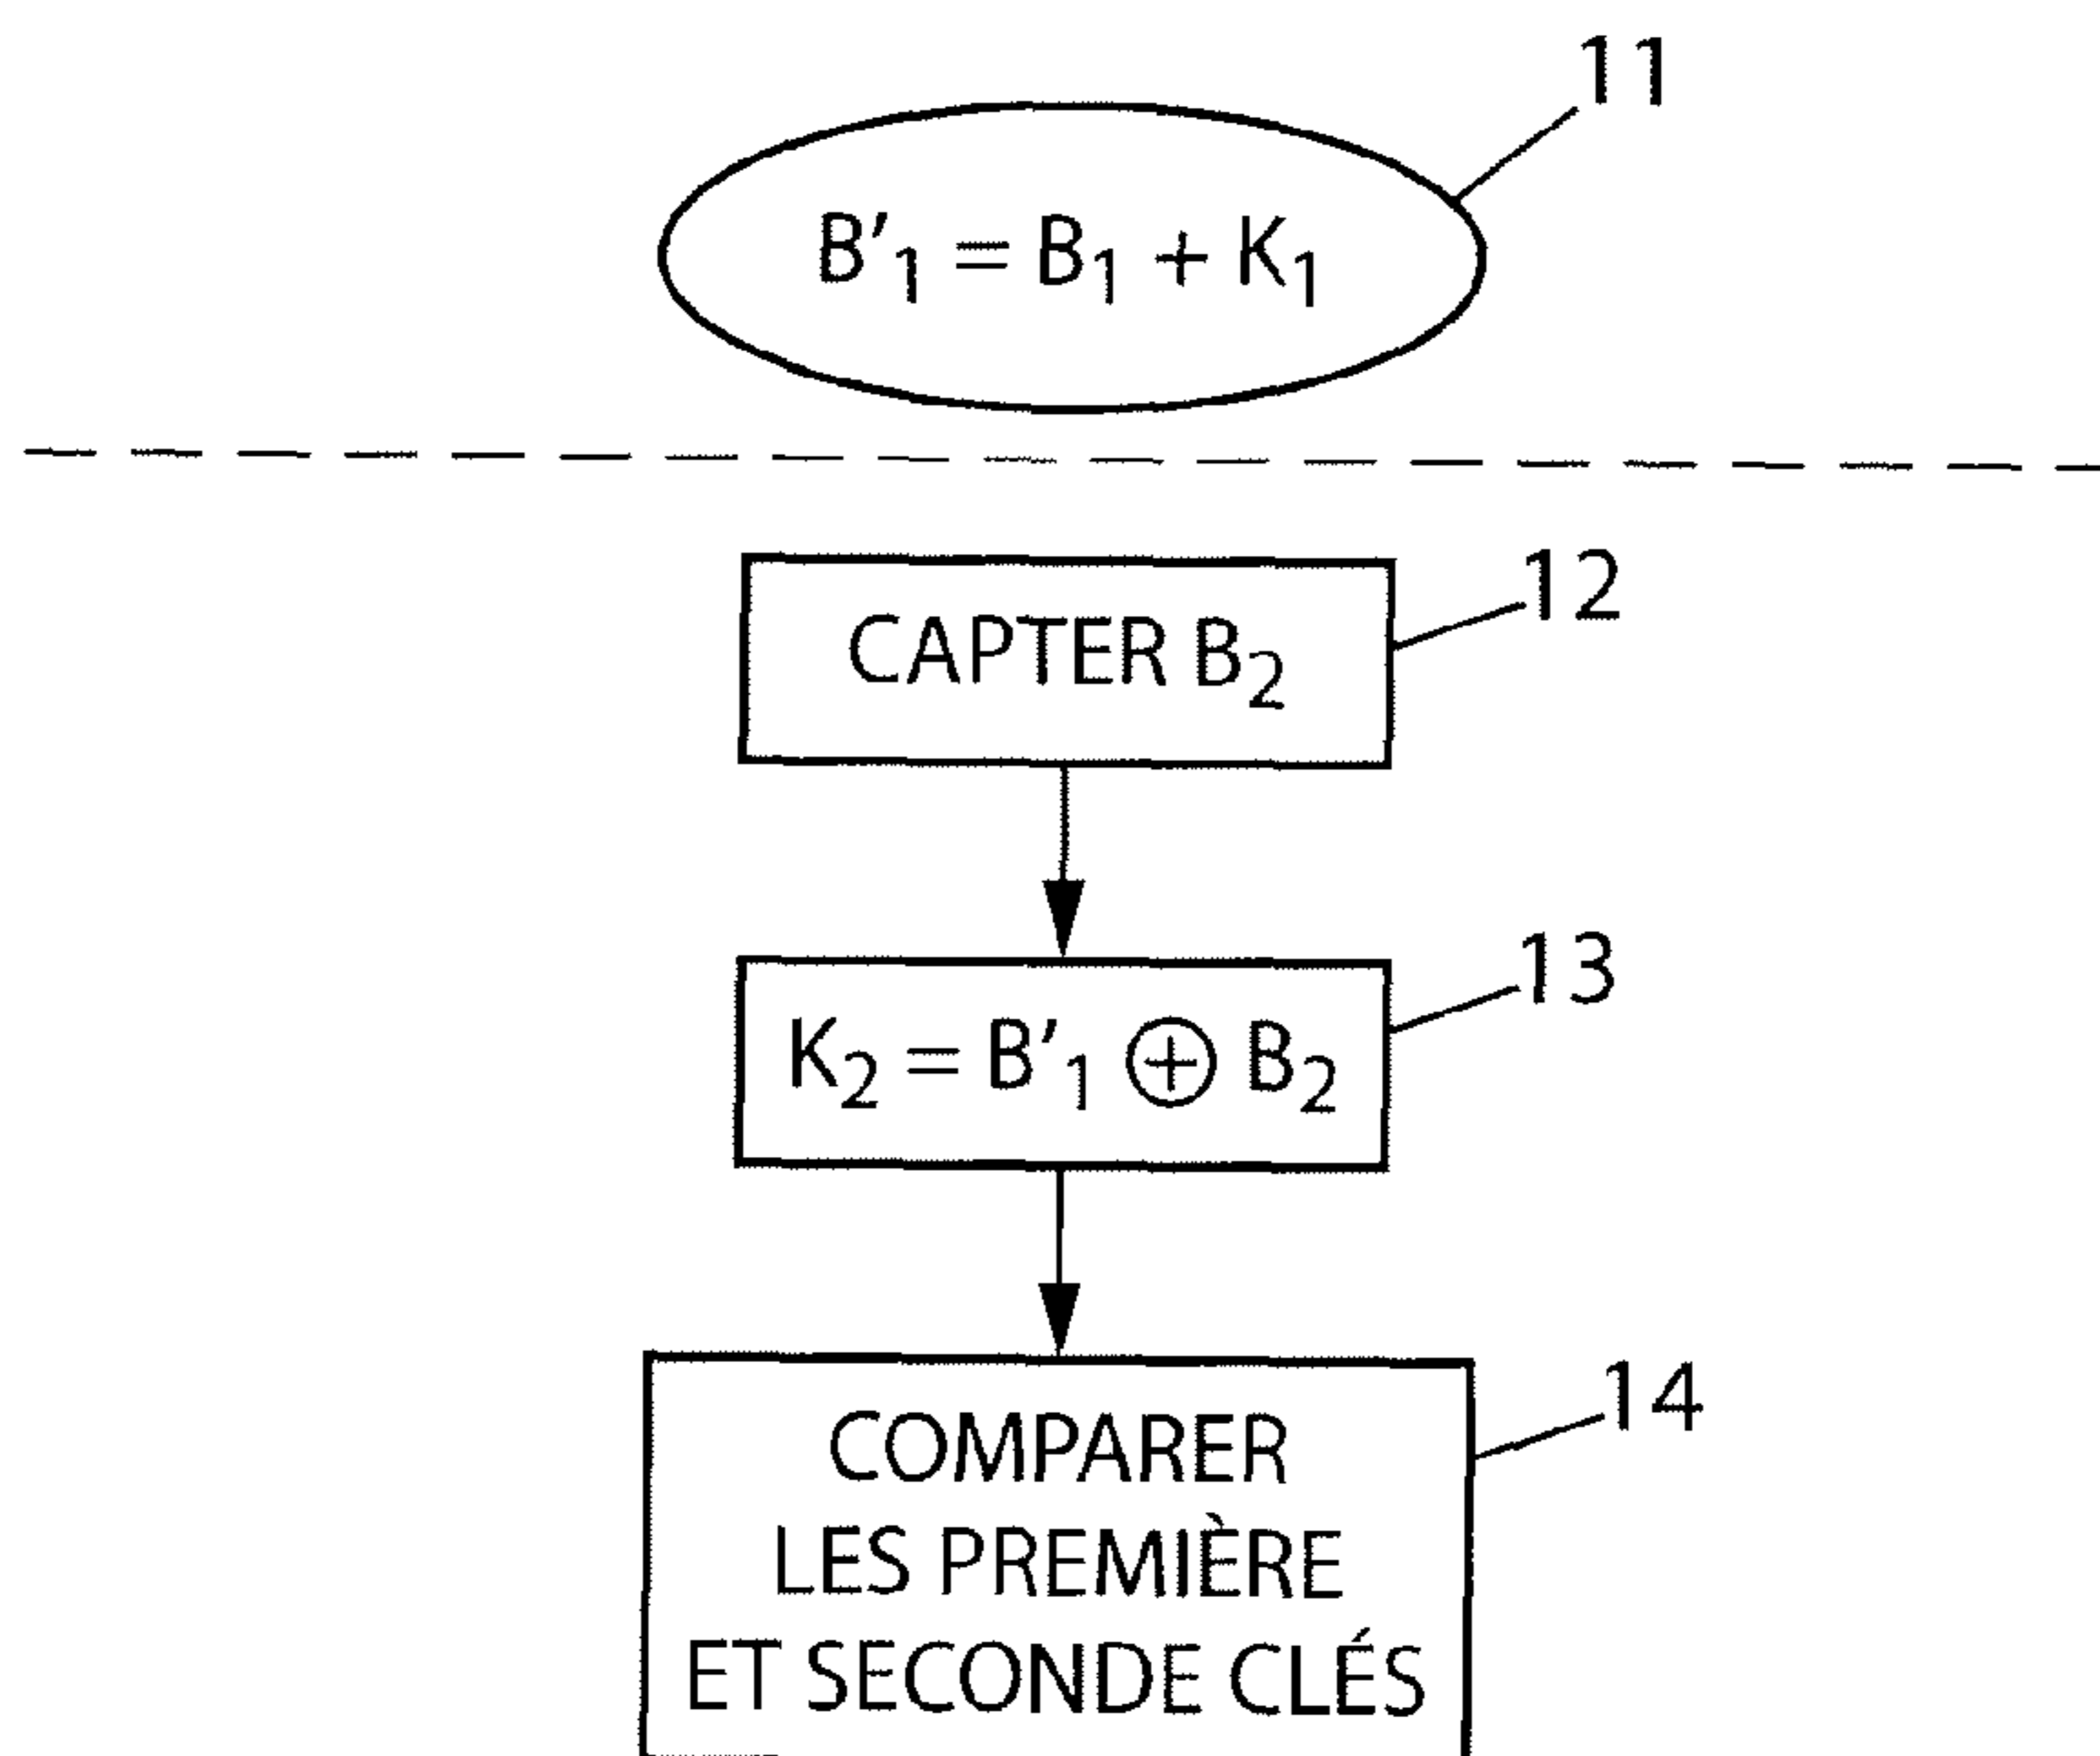 11
B'₁ = B₁ + K₁
12
CAPTER B₂
13
K₂ = B'₁ ⊕ B₂
14
COMPARER
LES PREMIÈRE
ET SECONDE CLÉS